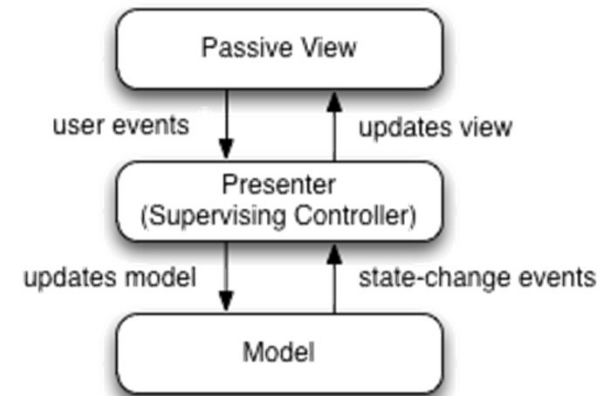 Passive View
user events
updates view
Presenter
(Supervising Controller)
updates model
state-change events
Model